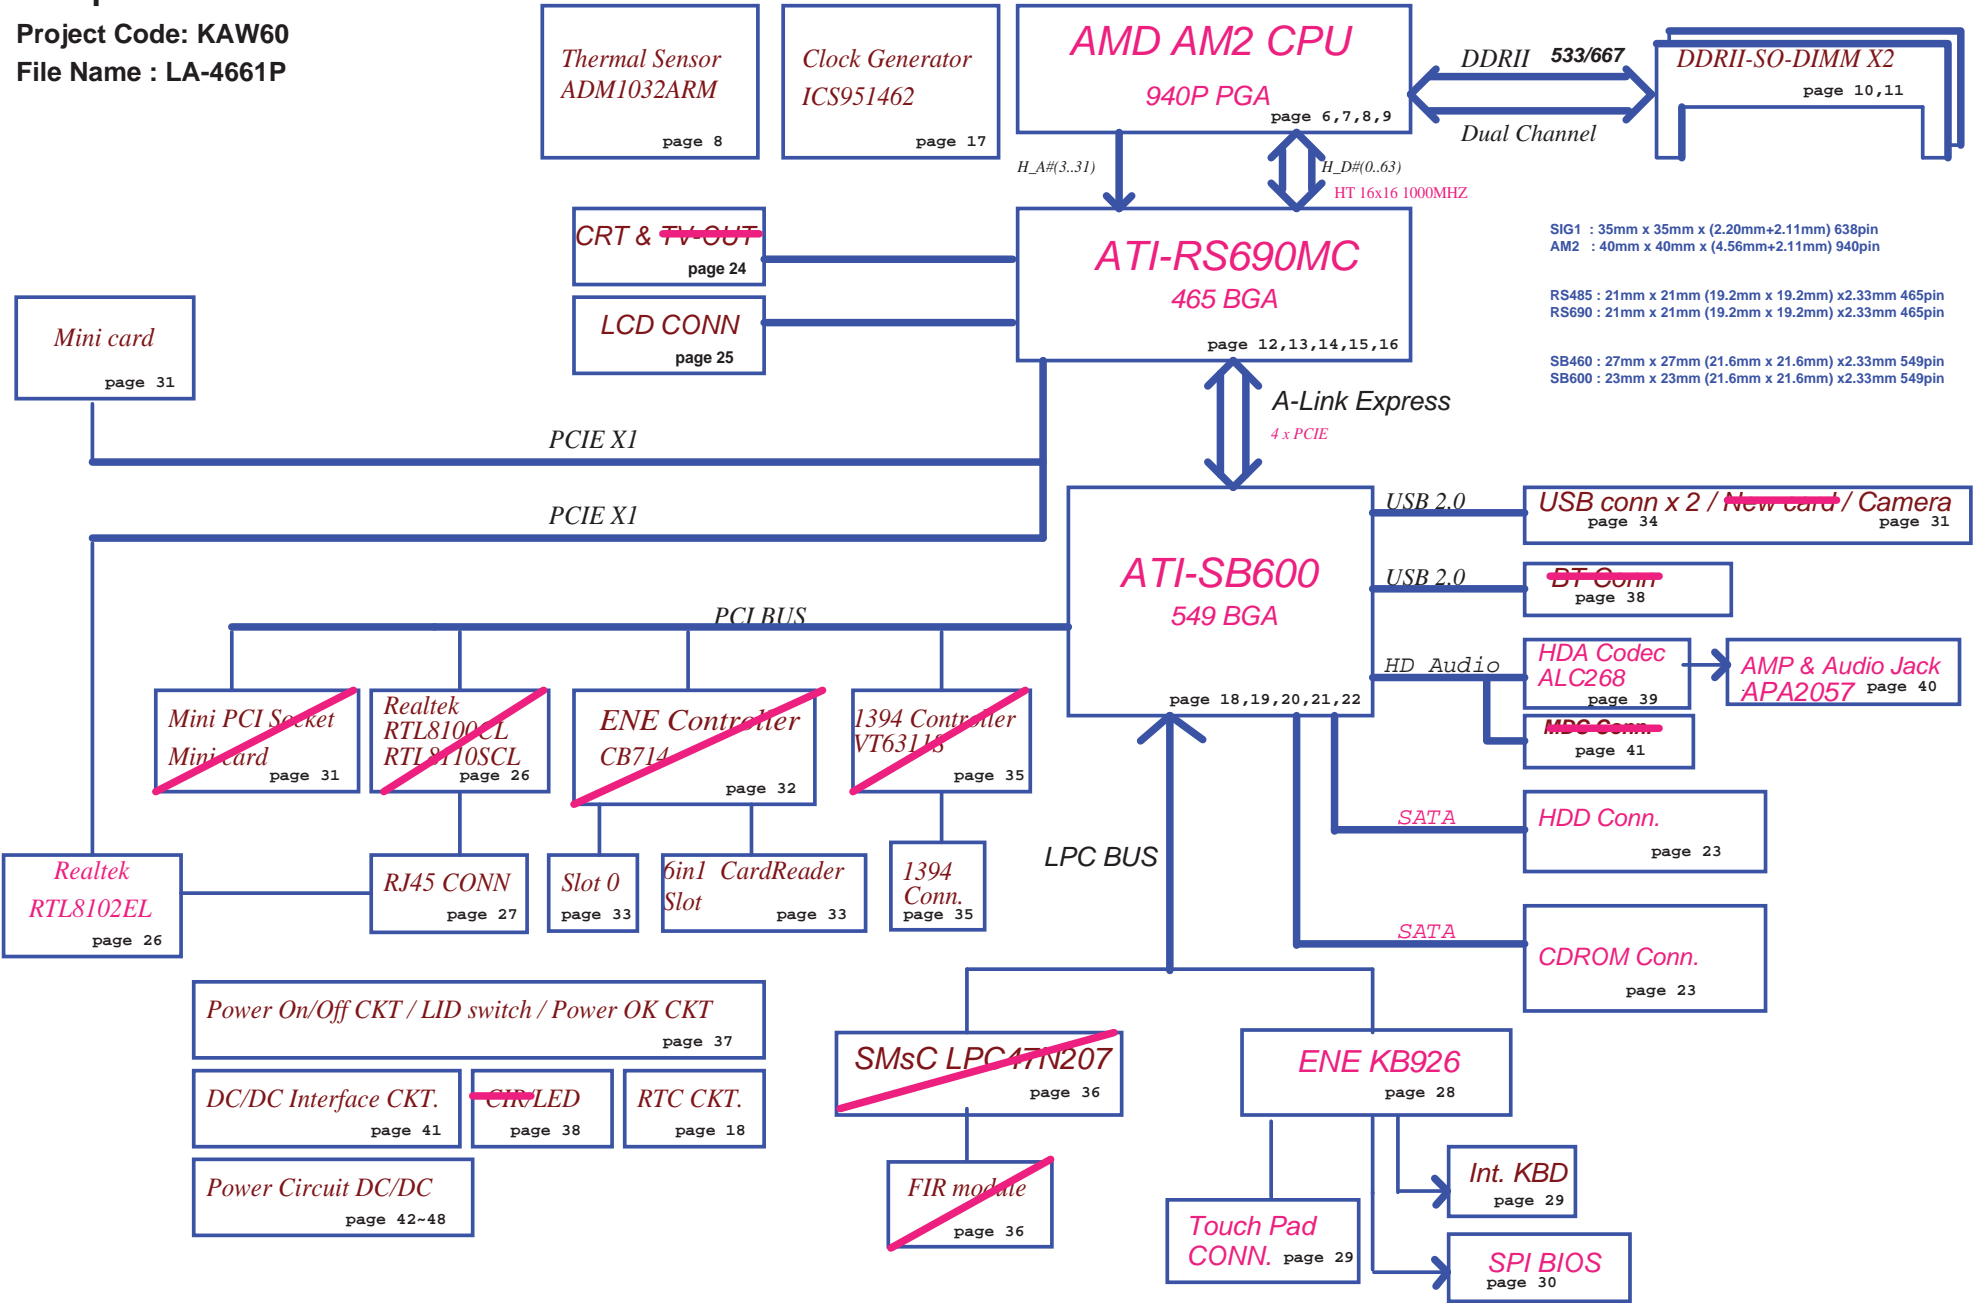 Project Code: KAW60
File Name : LA-4661P
Thermal Sensor
ADM1032ARM
page 8
Clock Generator
ICS951462
page 17
AMD AM2 CPU
940P PGA
page 6,7,8,9
DDRII 533/667
Dual Channel
DDRII-SO-DIMM X2
page 10,11
H_A#(3..31)
H_D#(0..63)
HT 16x16 1000MHZ
CRT & TV-OUT
page 24
LCD CONN
page 25
ATI-RS690MC
465 BGA
page 12,13,14,15,16
SIG1 : 35mm x 35mm x (2.20mm+2.11mm) 638pin
AM2 : 40mm x 40mm x (4.56mm+2.11mm) 940pin
RS485 : 21mm x 21mm (19.2mm x 19.2mm) x2.33mm 465pin
RS690 : 21mm x 21mm (19.2mm x 19.2mm) x2.33mm 465pin
SB460 : 27mm x 27mm (21.6mm x 21.6mm) x2.33mm 549pin
SB600 : 23mm x 23mm (21.6mm x 21.6mm) x2.33mm 549pin
Mini card
page 31
A-Link Express
4 x PCIE
PCIE X1
PCIE X1
ATI-SB600
549 BGA
page 18,19,20,21,22
USB 2.0
USB conn x 2 / New card / Camera
page 34
page 31
USB 2.0
BT Conn
page 38
HD Audio
HDA Codec
ALC268
page 39
AMP & Audio Jack
APA2057 page 40
MDC Conn.
page 41
PCI BUS
Mini PCI Socket
Mini card
page 31
Realtek
RTL8100CL
RTL8110SCL
page 26
ENE Controller
CB714
page 32
1394 Controller
VT6311S
page 35
SATA
HDD Conn.
page 23
SATA
CDROM Conn.
page 23
LPC BUS
Realtek
RTL8102EL
page 26
RJ45 CONN
page 27
Slot 0
page 33
6in1 CardReader
Slot
page 33
1394
Conn.
page 35
Power On/Off CKT / LID switch / Power OK CKT
page 37
DC/DC Interface CKT.
page 41
CIR/LED
page 38
RTC CKT.
page 18
Power Circuit DC/DC
page 42~48
SMsC LPC47N207
page 36
FIR module
page 36
ENE KB926
page 28
Touch Pad
CONN. page 29
Int. KBD
page 29
SPI BIOS
page 30